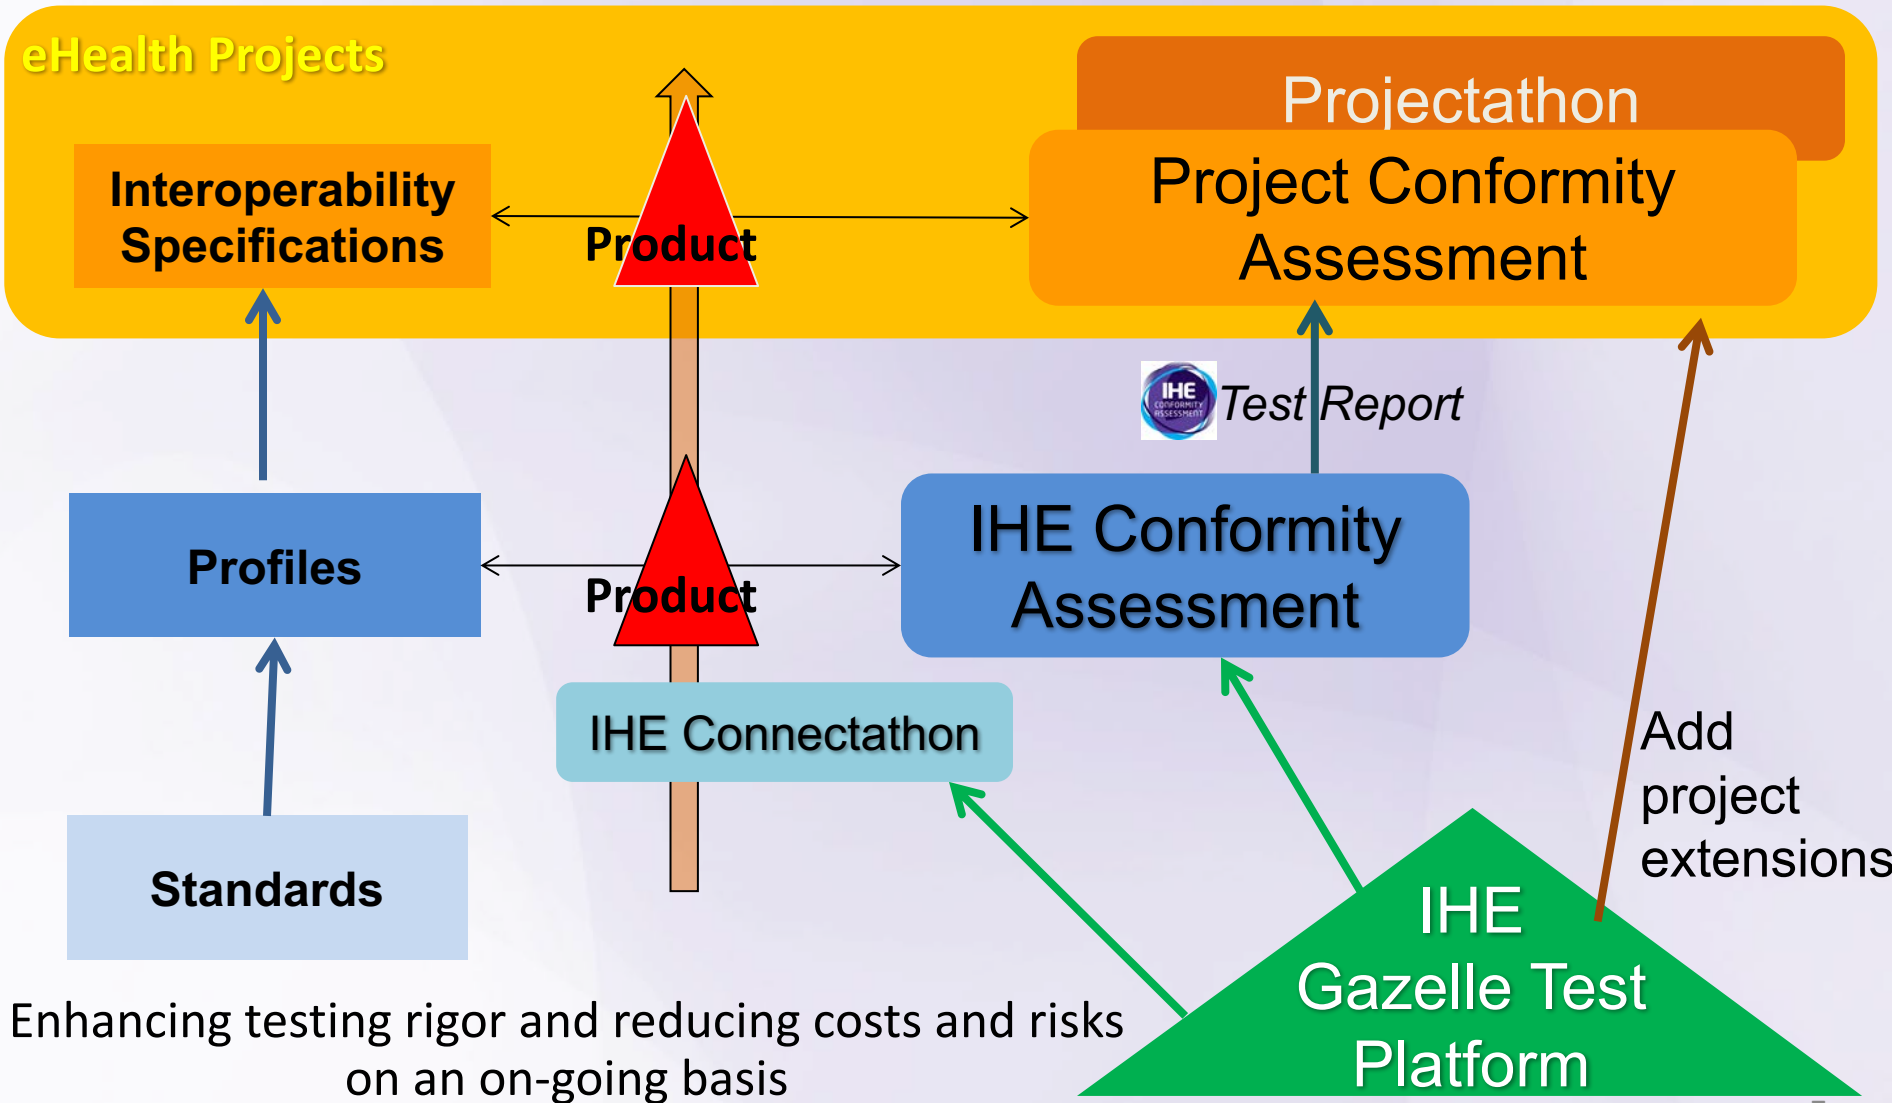 eHealth Projects
Projectathon
Interoperability
Specifications
Product
Project Conformity
Assessment
IHE
CONFORMITY
ASSESSMENT
Test Report
Profiles
Product
IHE Conformity
Assessment
IHE Connectathon
Add
project
extensions
Standards
IHE
Gazelle Test
Platform
Enhancing testing rigor and reducing costs and risks
on an on-going basis